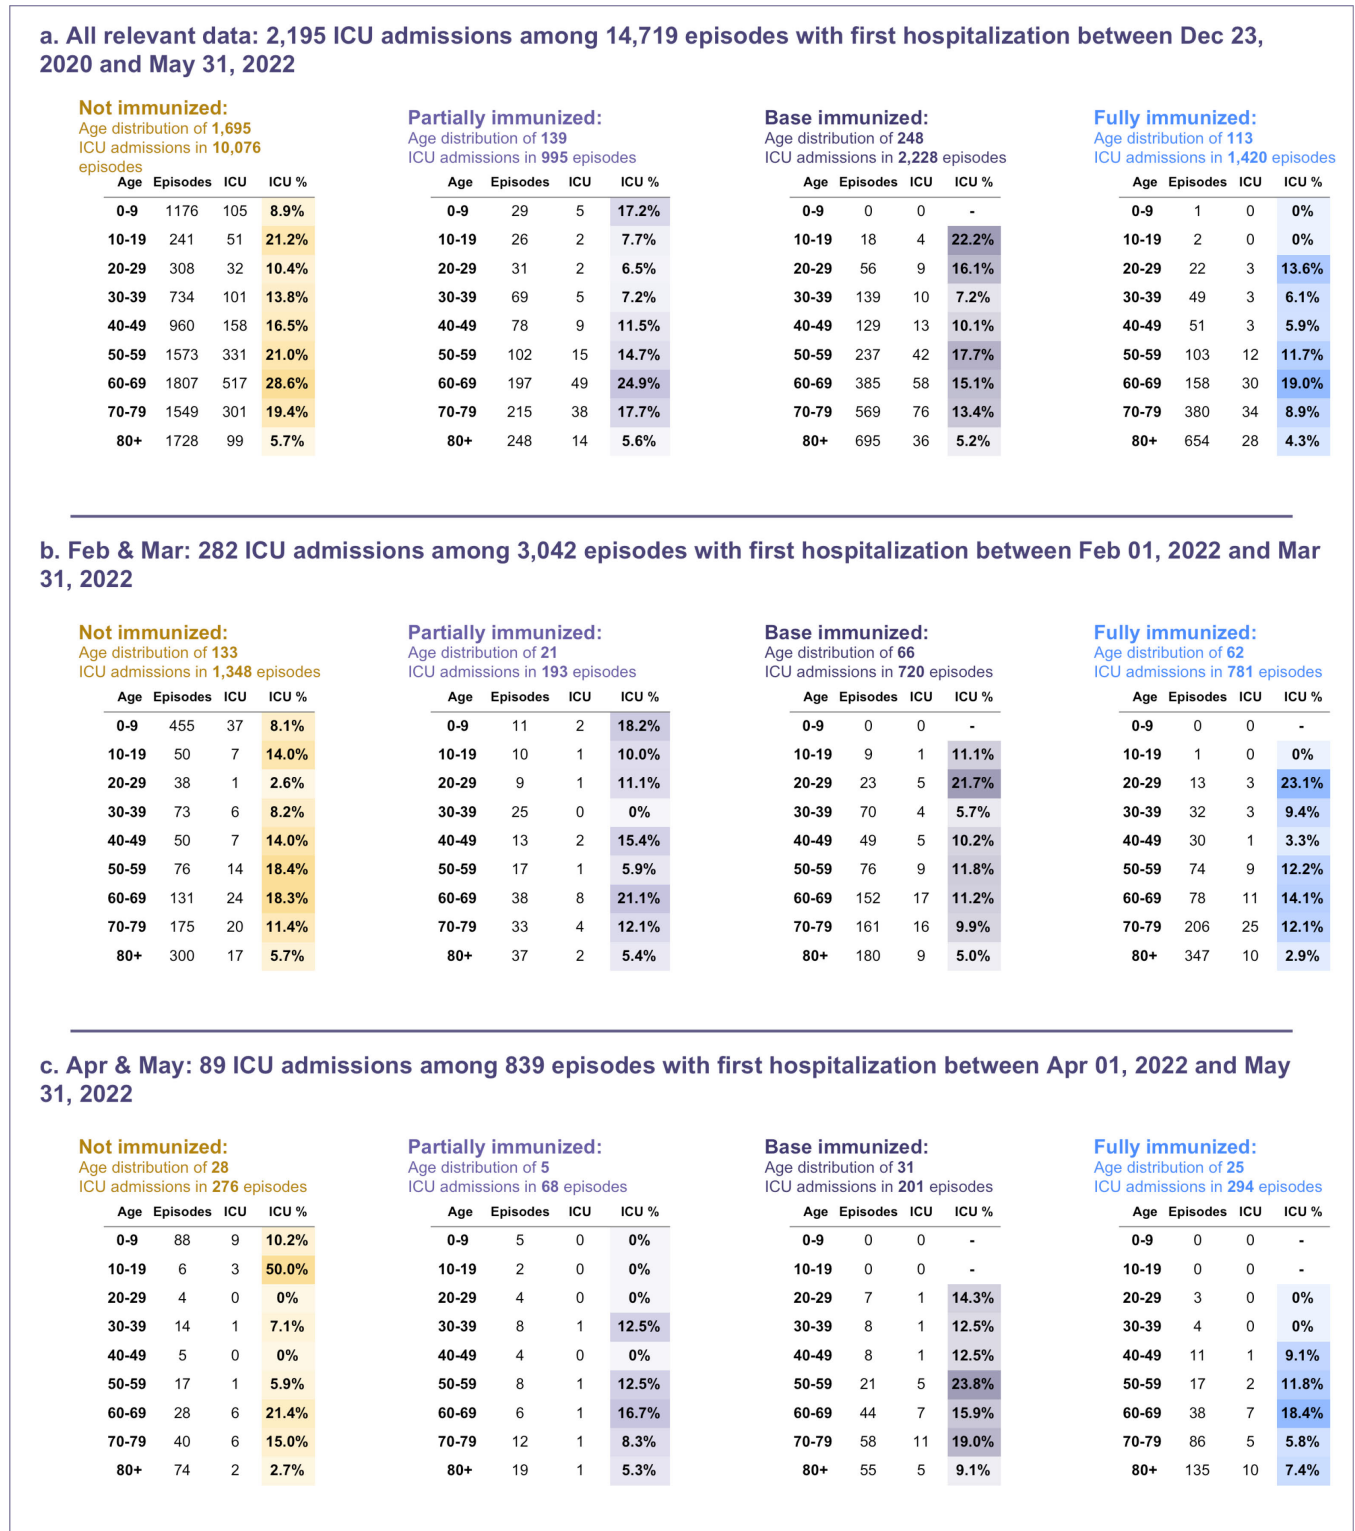 a. All relevant data: 2,195 ICU admissions among 14,719 episodes with first hospitalization between Dec 23,
2020 and May 31, 2022
Not immunized:
Age distribution of 1,695
ICU admissions in 10,076
episodes
Age Episodes ICU ICU %
0-9 1176 105 8.9%
10-19 241 51 21.2%
20-29 308 32 10.4%
30-39 734 101 13.8%
40-49 960 158 16.5%
50-59 1573 331 21.0%
60-69 1807 517 28.6%
70-79 1549 301 19.4%
80+ 1728 99 5.7%
Partially immunized:
Age distribution of 139
ICU admissions in 995 episodes
Age Episodes ICU ICU %
0-9 29 5 17.2%
10-19 26 2 7.7%
20-29 31 2 6.5%
30-39 69 5 7.2%
40-49 78 9 11.5%
50-59 102 15 14.7%
60-69 197 49 24.9%
70-79 215 38 17.7%
80+ 248 14 5.6%
Base immunized:
Age distribution of 248
ICU admissions in 2,228 episodes
Age Episodes ICU ICU %
0-9 0 0 -
10-19 18 4 22.2%
20-29 56 9 16.1%
30-39 139 10 7.2%
40-49 129 13 10.1%
50-59 237 42 17.7%
60-69 385 58 15.1%
70-79 569 76 13.4%
80+ 695 36 5.2%
Fully immunized:
Age distribution of 113
ICU admissions in 1,420 episodes
Age Episodes ICU ICU %
0-9 1 0 0%
10-19 2 0 0%
20-29 22 3 13.6%
30-39 49 3 6.1%
40-49 51 3 5.9%
50-59 103 12 11.7%
60-69 158 30 19.0%
70-79 380 34 8.9%
80+ 654 28 4.3%
b. Feb & Mar: 282 ICU admissions among 3,042 episodes with first hospitalization between Feb 01, 2022 and Mar
31, 2022
Not immunized:
Age distribution of 133
ICU admissions in 1,348 episodes
Age Episodes ICU ICU %
0-9 455 37 8.1%
10-19 50 7 14.0%
20-29 38 1 2.6%
30-39 73 6 8.2%
40-49 50 7 14.0%
50-59 76 14 18.4%
60-69 131 24 18.3%
70-79 175 20 11.4%
80+ 300 17 5.7%
Partially immunized:
Age distribution of 21
ICU admissions in 193 episodes
Age Episodes ICU ICU %
0-9 11 2 18.2%
10-19 10 1 10.0%
20-29 9 1 11.1%
30-39 25 0 0%
40-49 13 2 15.4%
50-59 17 1 5.9%
60-69 38 8 21.1%
70-79 33 4 12.1%
80+ 37 2 5.4%
Base immunized:
Age distribution of 66
ICU admissions in 720 episodes
Age Episodes ICU ICU %
0-9 0 0 -
10-19 9 1 11.1%
20-29 23 5 21.7%
30-39 70 4 5.7%
40-49 49 5 10.2%
50-59 76 9 11.8%
60-69 152 17 11.2%
70-79 161 16 9.9%
80+ 180 9 5.0%
Fully immunized:
Age distribution of 62
ICU admissions in 781 episodes
Age Episodes ICU ICU %
0-9 0 0 -
10-19 1 0 0%
20-29 13 3 23.1%
30-39 32 3 9.4%
40-49 30 1 3.3%
50-59 74 9 12.2%
60-69 78 11 14.1%
70-79 206 25 12.1%
80+ 347 10 2.9%
c. Apr & May: 89 ICU admissions among 839 episodes with first hospitalization between Apr 01, 2022 and May
31, 2022
Not immunized:
Age distribution of 28
ICU admissions in 276 episodes
Age Episodes ICU ICU %
0-9 88 9 10.2%
10-19 6 3 50.0%
20-29 4 0 0%
30-39 14 1 7.1%
40-49 5 0 0%
50-59 17 1 5.9%
60-69 28 6 21.4%
70-79 40 6 15.0%
80+ 74 2 2.7%
Partially immunized:
Age distribution of 5
ICU admissions in 68 episodes
Age Episodes ICU ICU %
0-9 5 0 0%
10-19 2 0 0%
20-29 4 0 0%
30-39 8 1 12.5%
40-49 4 0 0%
50-59 8 1 12.5%
60-69 6 1 16.7%
70-79 12 1 8.3%
80+ 19 1 5.3%
Base immunized:
Age distribution of 31
ICU admissions in 201 episodes
Age Episodes ICU ICU %
0-9 0 0 -
10-19 0 0 -
20-29 7 1 14.3%
30-39 8 1 12.5%
40-49 8 1 12.5%
50-59 21 5 23.8%
60-69 44 7 15.9%
70-79 58 11 19.0%
80+ 55 5 9.1%
Fully immunized:
Age distribution of 25
ICU admissions in 294 episodes
Age Episodes ICU ICU %
0-9 0 0 -
10-19 0 0 -
20-29 3 0 0%
30-39 4 0 0%
40-49 11 1 9.1%
50-59 17 2 11.8%
60-69 38 7 18.4%
70-79 86 5 5.8%
80+ 135 10 7.4%